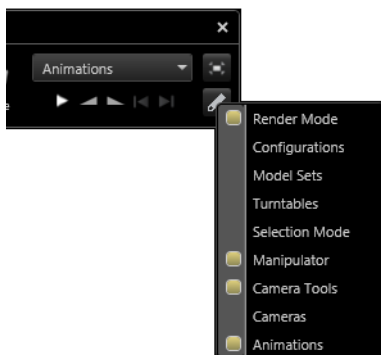 Animations
e
Render Mode
Configurations
Model Sets
Turntables
Selection Mode
Manipulator
Camera Tools
Cameras
Animations